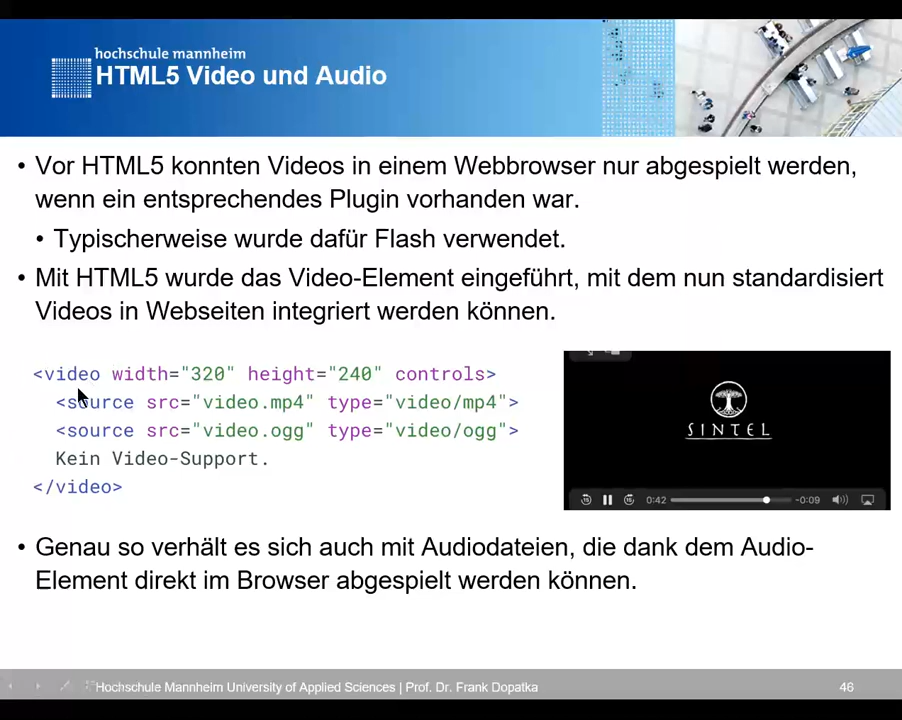 hochschule mannheim
HTML5 Video und Audio
• Vor HTML5 konnten Videos in einem Webbrowser nur abgespielt werden,
wenn ein entsprechendes Plugin vorhanden war.
• Typischerweise wurde dafür Flash verwendet.
• Mit HTML5 wurde das Video-Element eingeführt, mit dem nun standardisiert
Videos in Webseiten integriert werden können.
<video width="320" height="240" controls>
<source src="video.mp4" type="video/mp4">
<source src="video.ogg" type="video/ogg">
Kein Video-Support.
</video>
SINTEL
15 15 0:42 -0:09
• Genau so verhält es sich auch mit Audiodateien, die dank dem Audio-
Element direkt im Browser abgespielt werden können.
Hochschule Mannheim University of Applied Sciences | Prof. Dr. Frank Dopatka
46